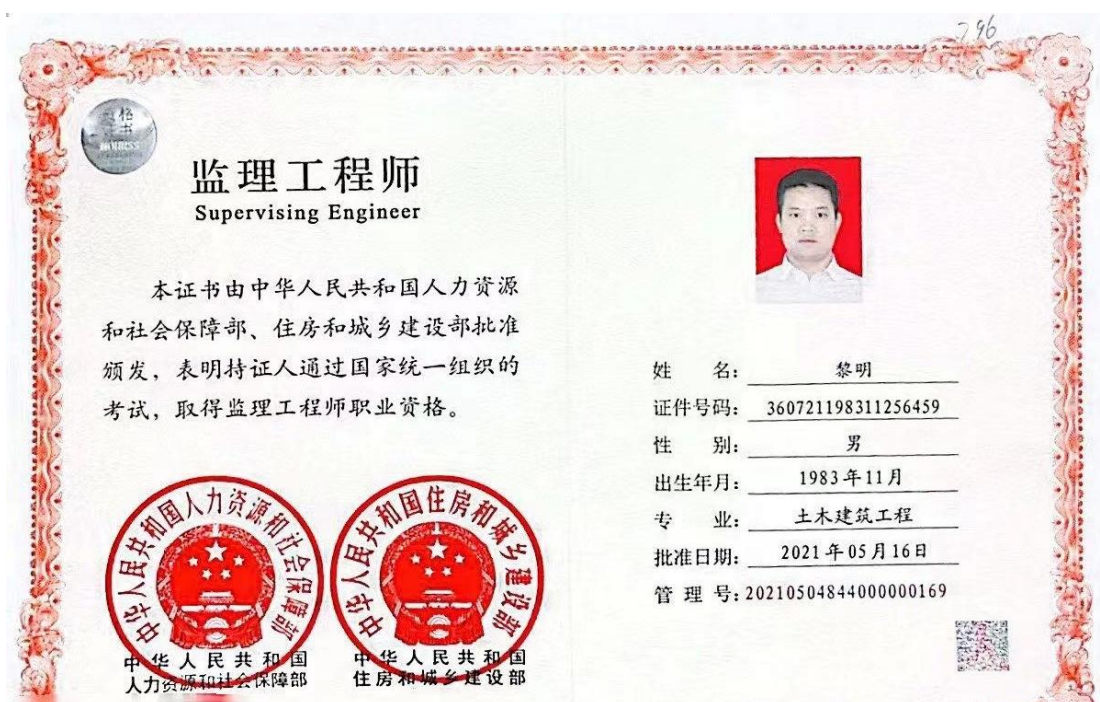 296
监理工程师
Supervising Engineer
本证书由中华人民共和国人力资源
和社会保障部、住房和城乡建设部批准
颁发,表明持证人通过国家统一组织的
考试,取得监理工程师职业资格。
中华人民共和国人力资源和社会保障部
中华人民共和国住房和城乡建设部
中华人民共和国
人力资源和社会保障部
中华人民共和国
住房和城乡建设部
姓 名: 黎明
证件号码: 360721198311256459
性 别: 男
出生年月: 1983年11月
专 业: 土木建筑工程
批准日期: 2021年05月16日
管 理 号: 20210504844000000169